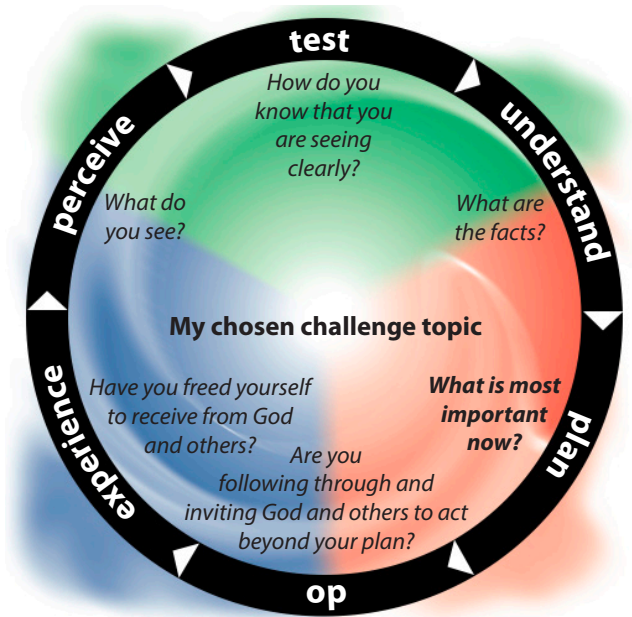 test
How do you
know that you
are seeing
clearly?
understand
What are
the facts?
plan
What is most
important
now?
do
Are you
following through and
inviting God and others to act
beyond your plan?
experience
Have you freed yourself
to receive from God
and others?
perceive
What do
you see?
My chosen challenge topic